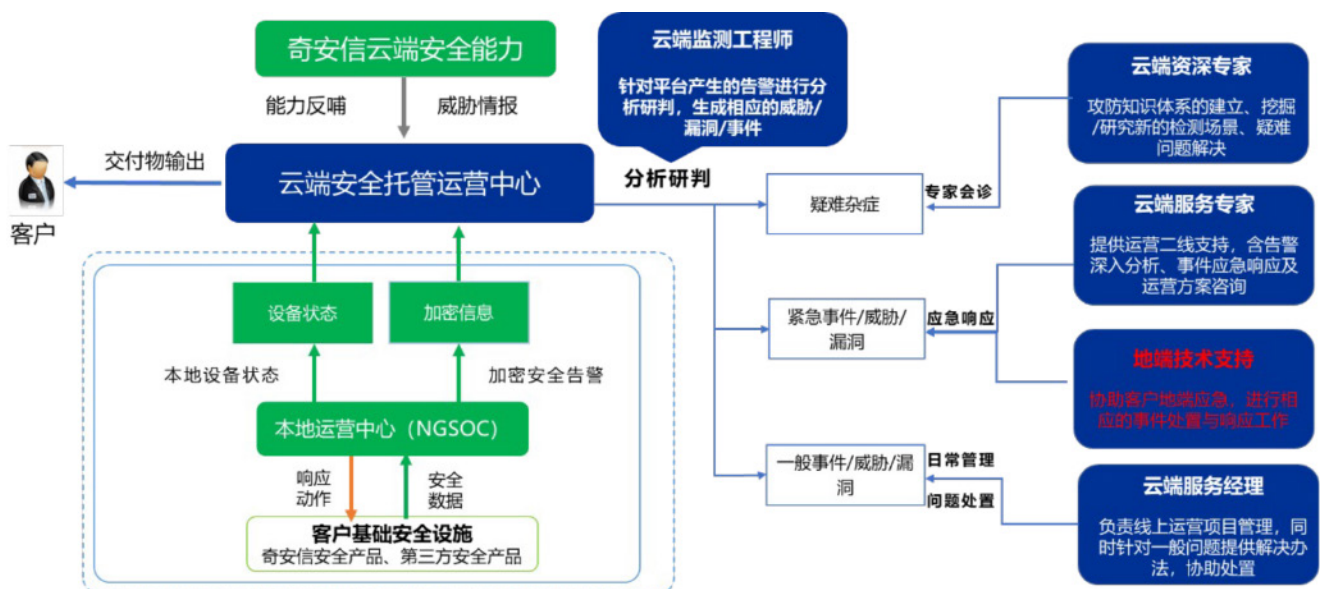 奇安信云端安全能力
能力反哺
威胁情报
云端监测工程师
针对平台产生的告警进行分
析研判，生成相应的威胁/
漏洞/事件
交付物输出
客户
云端安全托管运营中心
分析研判
设备状态
加密信息
本地设备状态
加密安全告警
本地运营中心（NGSOC）
响应
动作
安全
数据
客户基础安全设施
奇安信安全产品、第三方安全产品
疑难杂症
专家会诊
紧急事件/威胁/
漏洞
应急响应
一般事件/威胁/漏
洞
日常管理
问题处置
云端资深专家
攻防知识体系的建立、挖掘
/研究新的检测场景、疑难
问题解决
云端服务专家
提供运营二线支持，含告警
深入分析、事件应急响应及
运营方案咨询
地端技术支持
协助客户地端应急，进行相
应的事件处置与响应工作
云端服务经理
负责线上运营项目管理，同
时针对一般问题提供解决办
法，协助处置